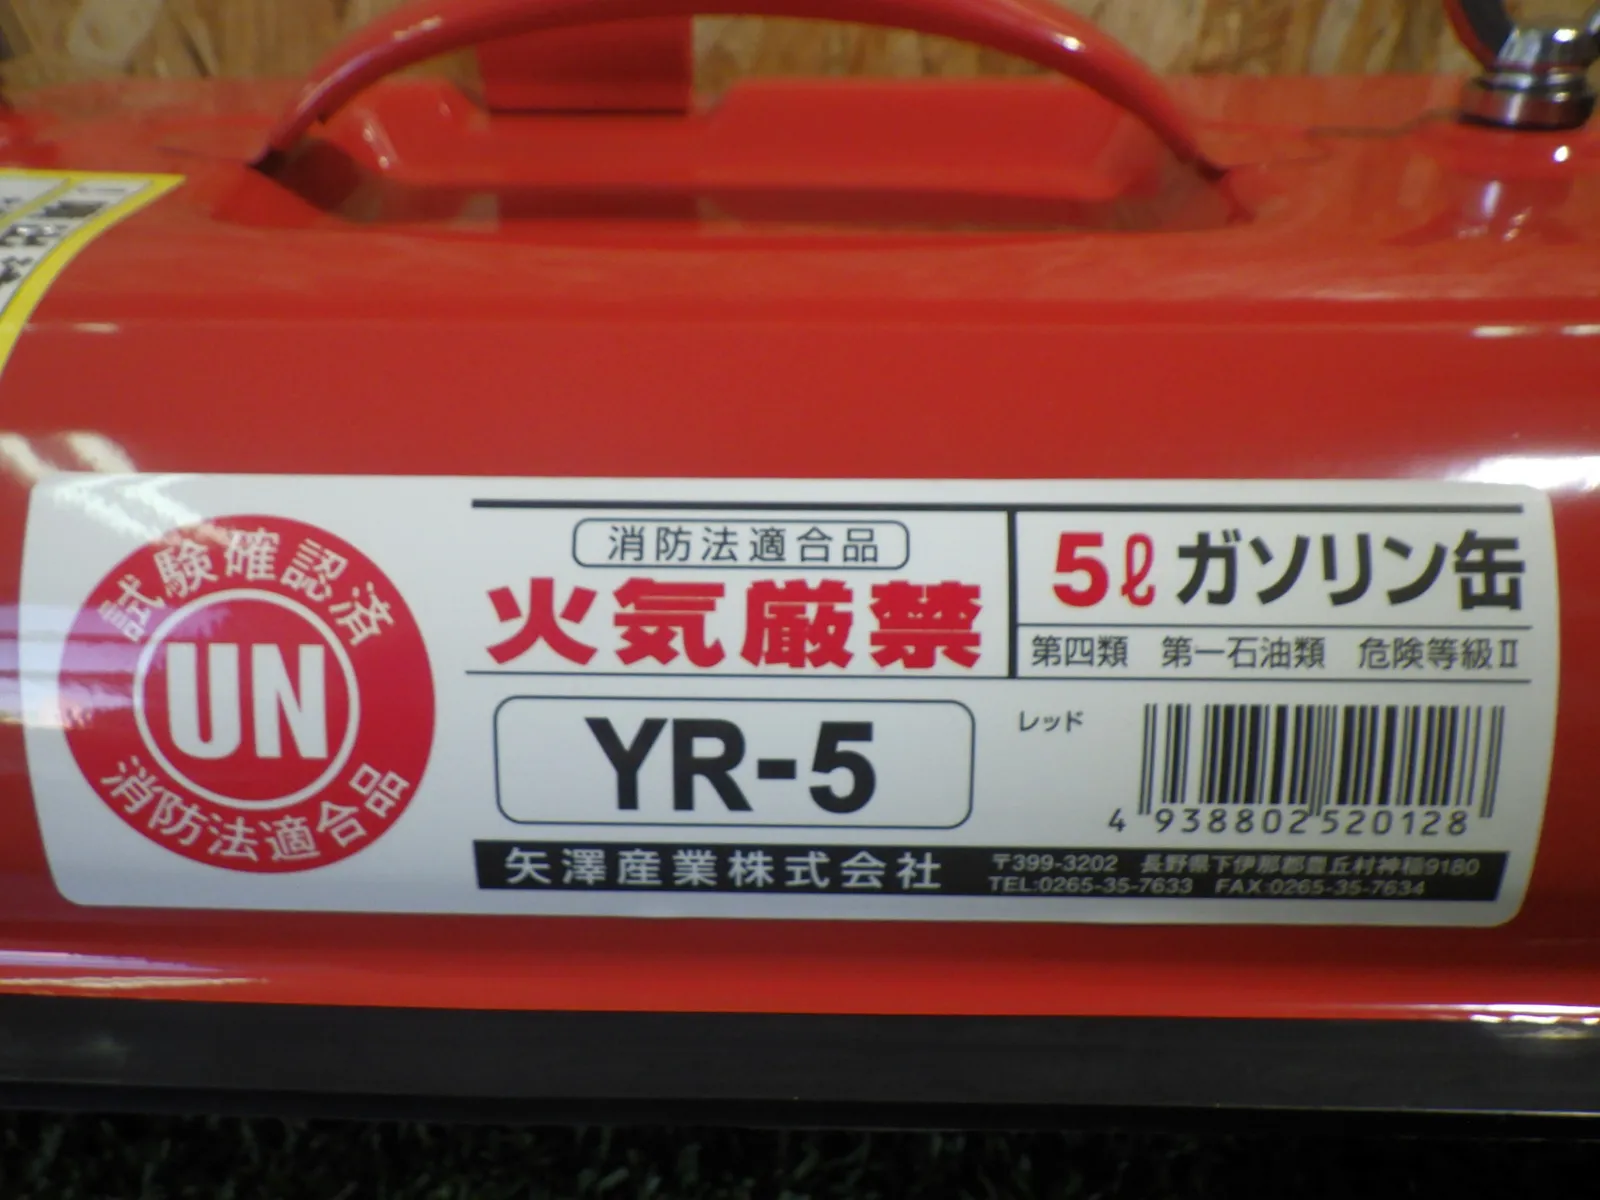 試験確認済
UN
消防法適合品
消防法適合品
火気厳禁
5ℓ ガソリン缶
第四類 第一石油類 危険等級Ⅱ
YR-5
レッド
4 938802 520128
矢澤産業株式会社
〒399-3202 長野県下伊那郡豊丘村神稲9180
TEL:0265-35-7633 FAX:0265-35-7634